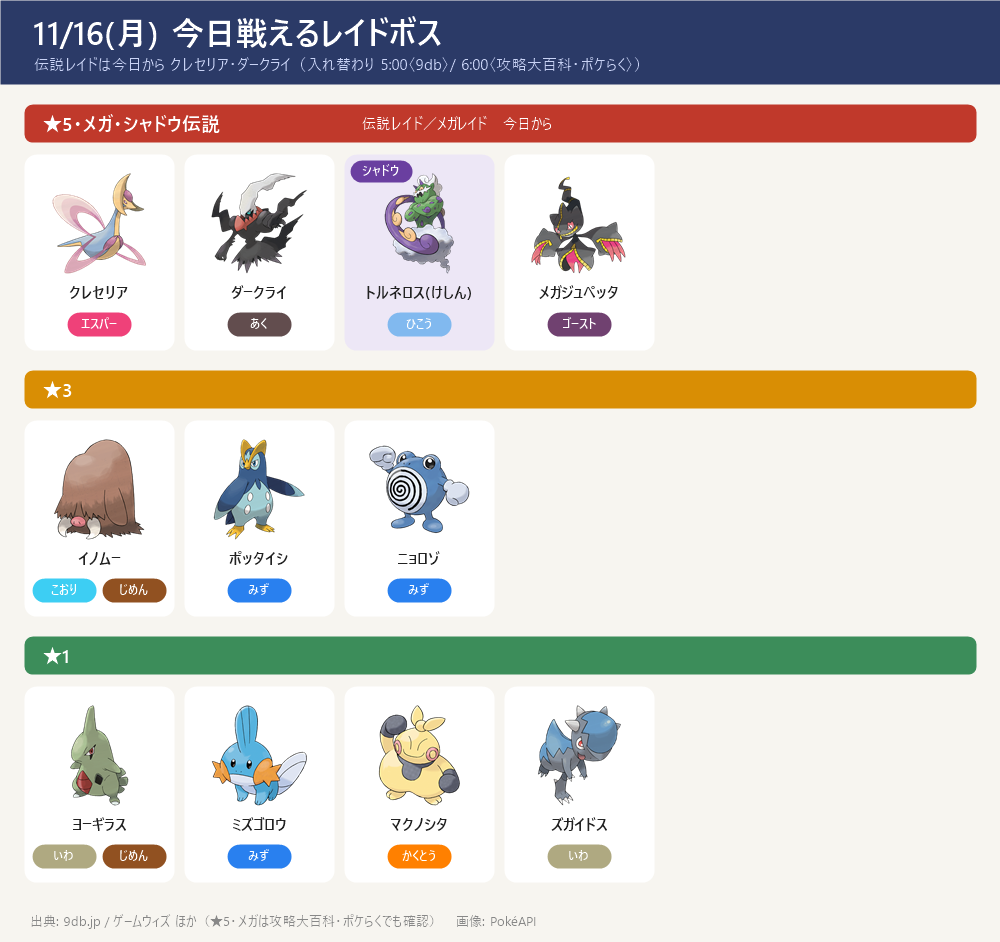 11/16(月) 今日戦えるレイドボス
伝説レイドは今日から クレセリア・ダークライ (入れ替わり 5:00〈9db〉/ 6:00〈攻略大百科・ポケらく〉)
★5・メガ・シャドウ伝説 伝説レイド／メガレイド 今日から
シャドウ
クレセリア
ダークライ
トルネロス(けしん)
メガジュペッタ
エスパー
あく
ひこう
ゴースト
★3
イノムー
ポッタイシ
ニョロゾ
こおり
じめん
みず
みず
★1
ヨーギラス
ミズゴロウ
マクノシタ
ズガイドス
いわ
じめん
みず
かくとう
いわ
出典: 9db.jp / ゲームウィズ ほか (★5・メガは攻略大百科・ポケらくでも確認) 画像: PokéAPI